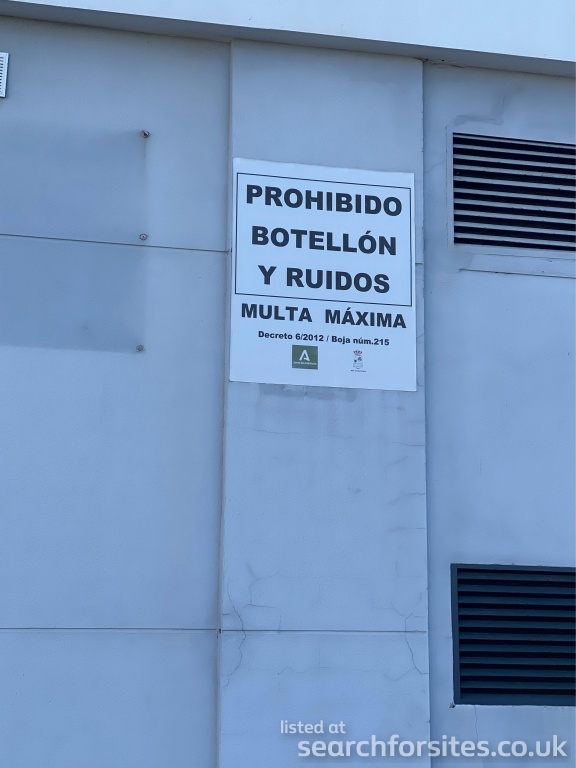 PROHIBIDO
BOTELLÓN
Y RUIDOS
MULTA MÁXIMA
Decreto 6/2012 / Boja núm.215
A
listed at
searchforsites.co.uk